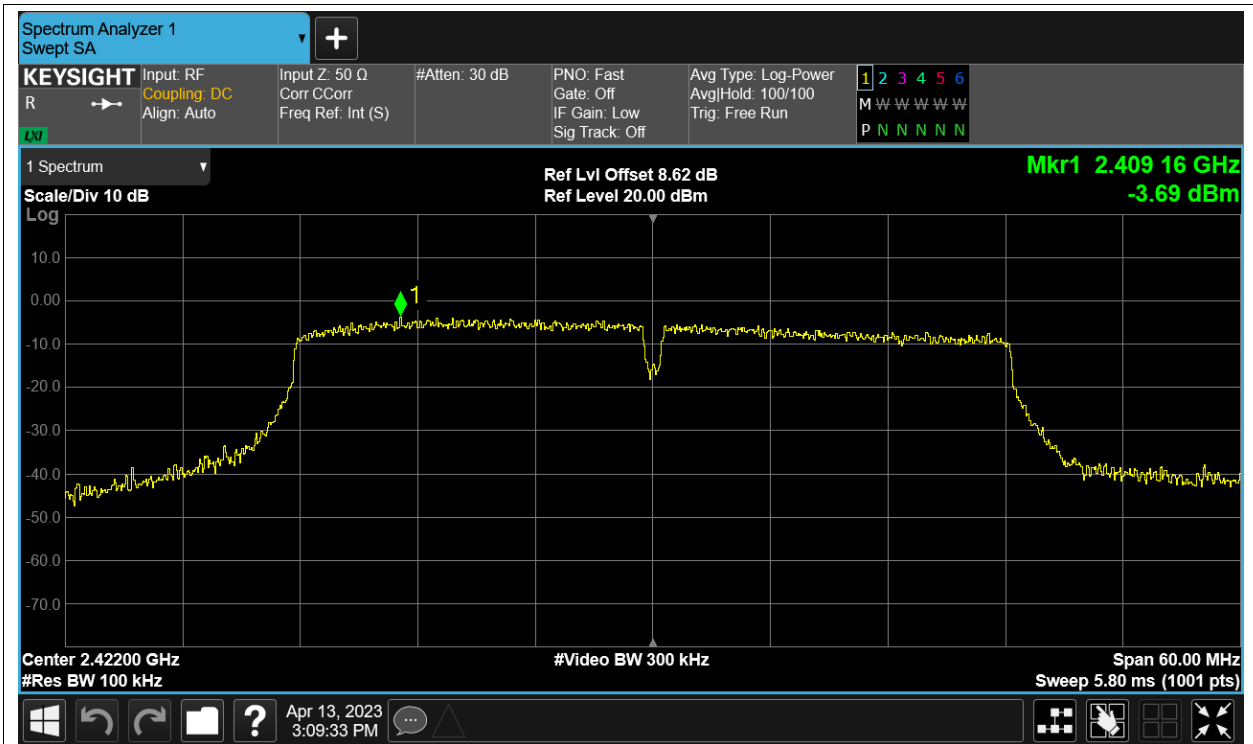 Spectrum Analyzer 1
Swept SA
KEYSIGHT
R
LXI
Input: RF
Coupling: DC
Align: Auto
Input Z: 50 Ω
Corr CCorr
Freq Ref: Int (S)
#Atten: 30 dB
PNO: Fast
Gate: Off
IF Gain: Low
Sig Track: Off
Avg Type: Log-Power
Avg|Hold: 100/100
Trig: Free Run
1 2 3 4 5 6
M W W W W W
P N N N N N
1 Spectrum
Scale/Div 10 dB
Log
Ref Lvl Offset 8.62 dB
Ref Level 20.00 dBm
Mkr1 2.409 16 GHz
-3.69 dBm
1
10.0
0.00
-10.0
-20.0
-30.0
-40.0
-50.0
-60.0
-70.0
Center 2.42200 GHz
#Res BW 100 kHz
#Video BW 300 kHz
Span 60.00 MHz
Sweep 5.80 ms (1001 pts)
?
Apr 13, 2023
3:09:33 PM